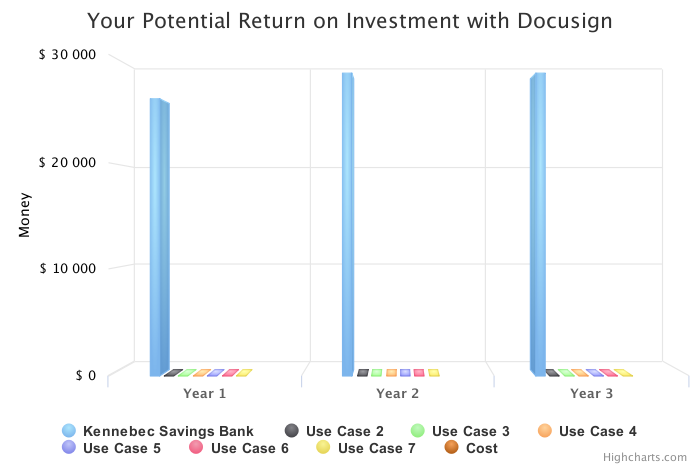 Your Potential Return on Investment with Docusign
$ 30 000
$ 20 000
Money
$ 10 000
$ 0
Year 1 Year 2 Year 3
Kennebec Savings Bank Use Case 2 Use Case 3 Use Case 4
Use Case 5 Use Case 6 Use Case 7 Cost
Highcharts.com